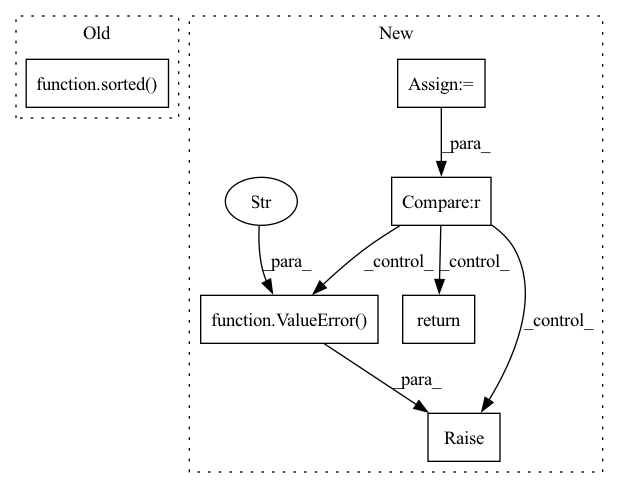 Old
New
function.sorted()
Assign:=
_para_
Str
Compare:r
_para_
_control_
_control_
function.ValueError()
return
_control_
_para_
Raise